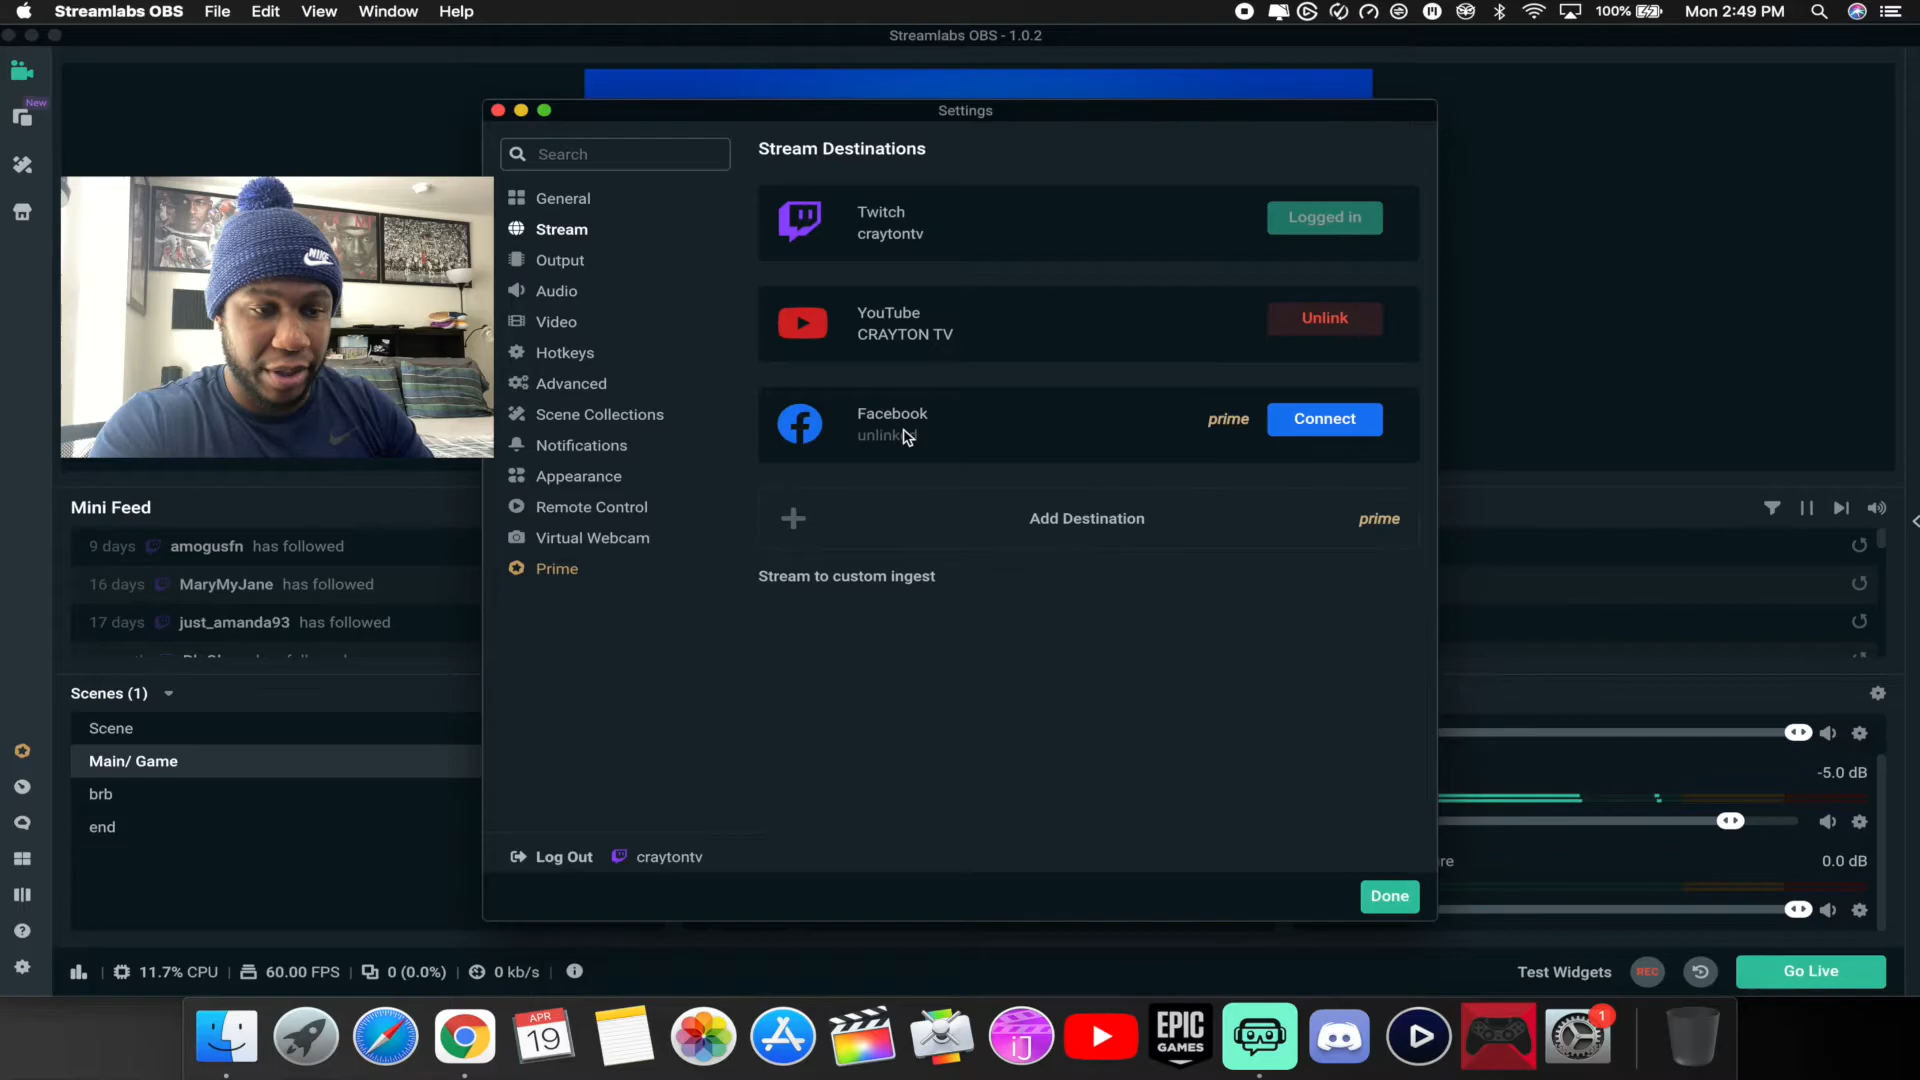 Streamlabs OBS File Edit View Window Help
100% Mon 2:49 PM
Streamlabs OBS - 1.0.2
New
Settings
Search
General
Stream
Output
Audio
Video
Hotkeys
Advanced
Scene Collections
Notifications
Appearance
Remote Control
Virtual Webcam
Prime
Log Out craytontv
Stream Destinations
Twitch
craytontv
Logged in
YouTube
CRAYTON TV
Unlink
Facebook
unlinked
prime
Connect
Add Destination
prime
Stream to custom ingest
Done
Mini Feed
9 days amogusfn has followed
16 days MaryMyJane has followed
17 days just_amanda93 has followed
Scenes (1)
Scene
Main/ Game
brb
end
-5.0 dB
re 0.0 dB
11.7% CPU | 60.00 FPS | 0 (0.0%) | 0 kb/s |
Test Widgets
REC
Go Live
APR
19
EPIC
GAMES
1